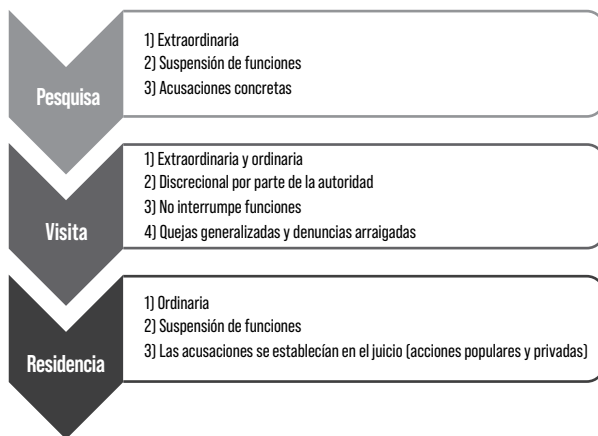 Pesquisa
1) Extraordinaria
2) Suspensión de funciones
3) Acusaciones concretas
Visita
1) Extraordinaria y ordinaria
2) Discrecional por parte de la autoridad
3) No interrumpe funciones
4) Quejas generalizadas y denuncias arraigadas
Residencia
1) Ordinaria
2) Suspensión de funciones
3) Las acusaciones se establecían en el juicio (acciones populares y privadas)